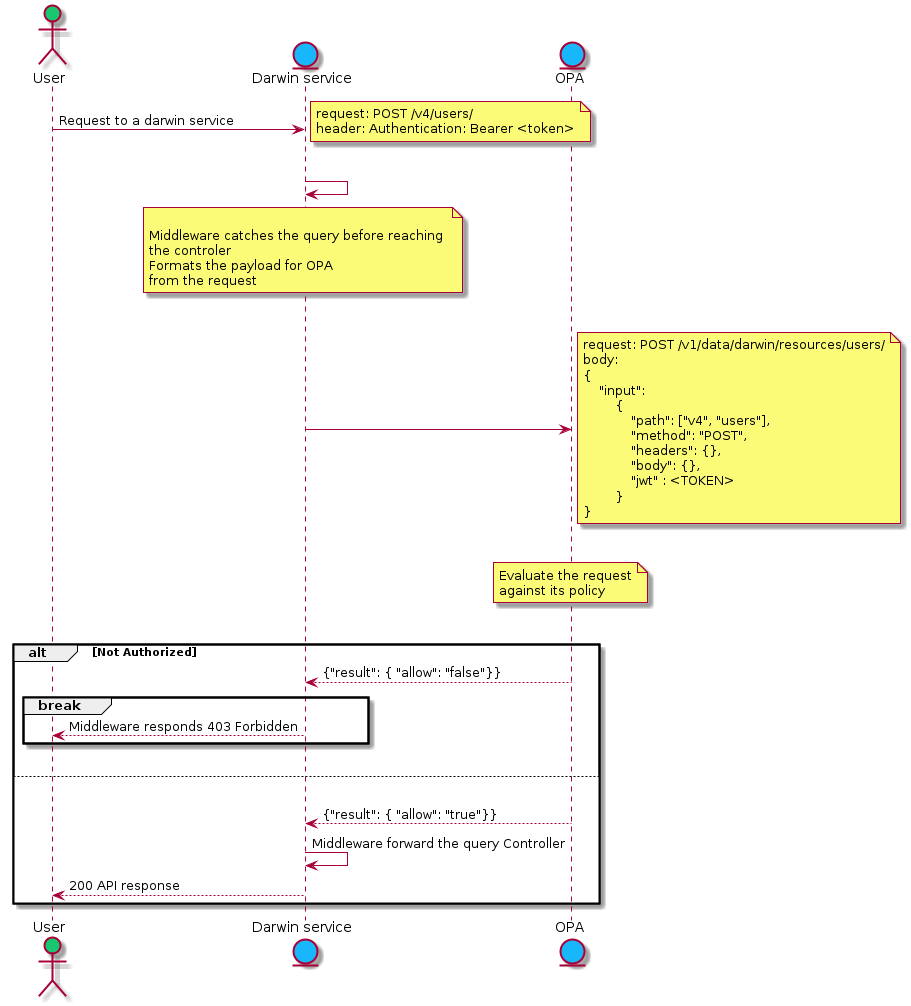 User
Darwin service
OPA
Request to a darwin service
request: POST /v4/users/
header: Authentication: Bearer <token>
Middleware catches the query before reaching
the controler
Formats the payload for OPA
from the request
request: POST /v1/data/darwin/resources/users/
body:
{
"input":
{
"path": ["v4", "users"],
"method": "POST",
"headers": {},
"body": {},
"jwt" : <TOKEN>
}
}
Evaluate the request
against its policy
alt
[Not Authorized]
{"result": { "allow": "false"}}
break
Middleware responds 403 Forbidden
{"result": { "allow": "true"}}
Middleware forward the query Controller
200 API response
User
Darwin service
OPA